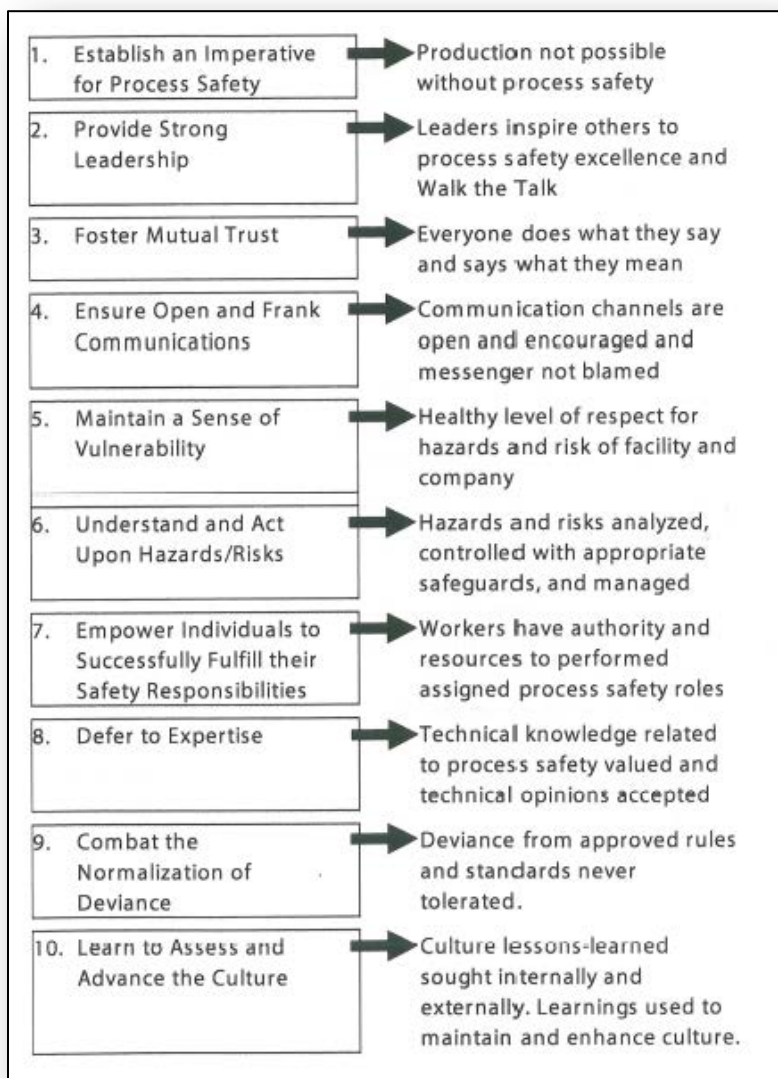 1. Establish an Imperative
for Process Safety
Production not possible
without process safety
2. Provide Strong
Leadership
Leaders inspire others to
process safety excellence and
Walk the Talk
3. Foster Mutual Trust
Everyone does what they say
and says what they mean
4. Ensure Open and Frank
Communications
Communication channels are
open and encouraged and
messenger not blamed
5. Maintain a Sense of
Vulnerability
Healthy level of respect for
hazards and risk of facility and
company
6. Understand and Act
Upon Hazards/Risks
Hazards and risks analyzed,
controlled with appropriate
safeguards, and managed
7. Empower Individuals to
Successfully Fulfill their
Safety Responsibilities
Workers have authority and
resources to performed
assigned process safety roles
8. Defer to Expertise
Technical knowledge related
to process safety valued and
technical opinions accepted
9. Combat the
Normalization of
Deviance
Deviance from approved rules
and standards never
tolerated.
10. Learn to Assess and
Advance the Culture
Culture lessons-learned
sought internally and
externally. Learnings used to
maintain and enhance culture.